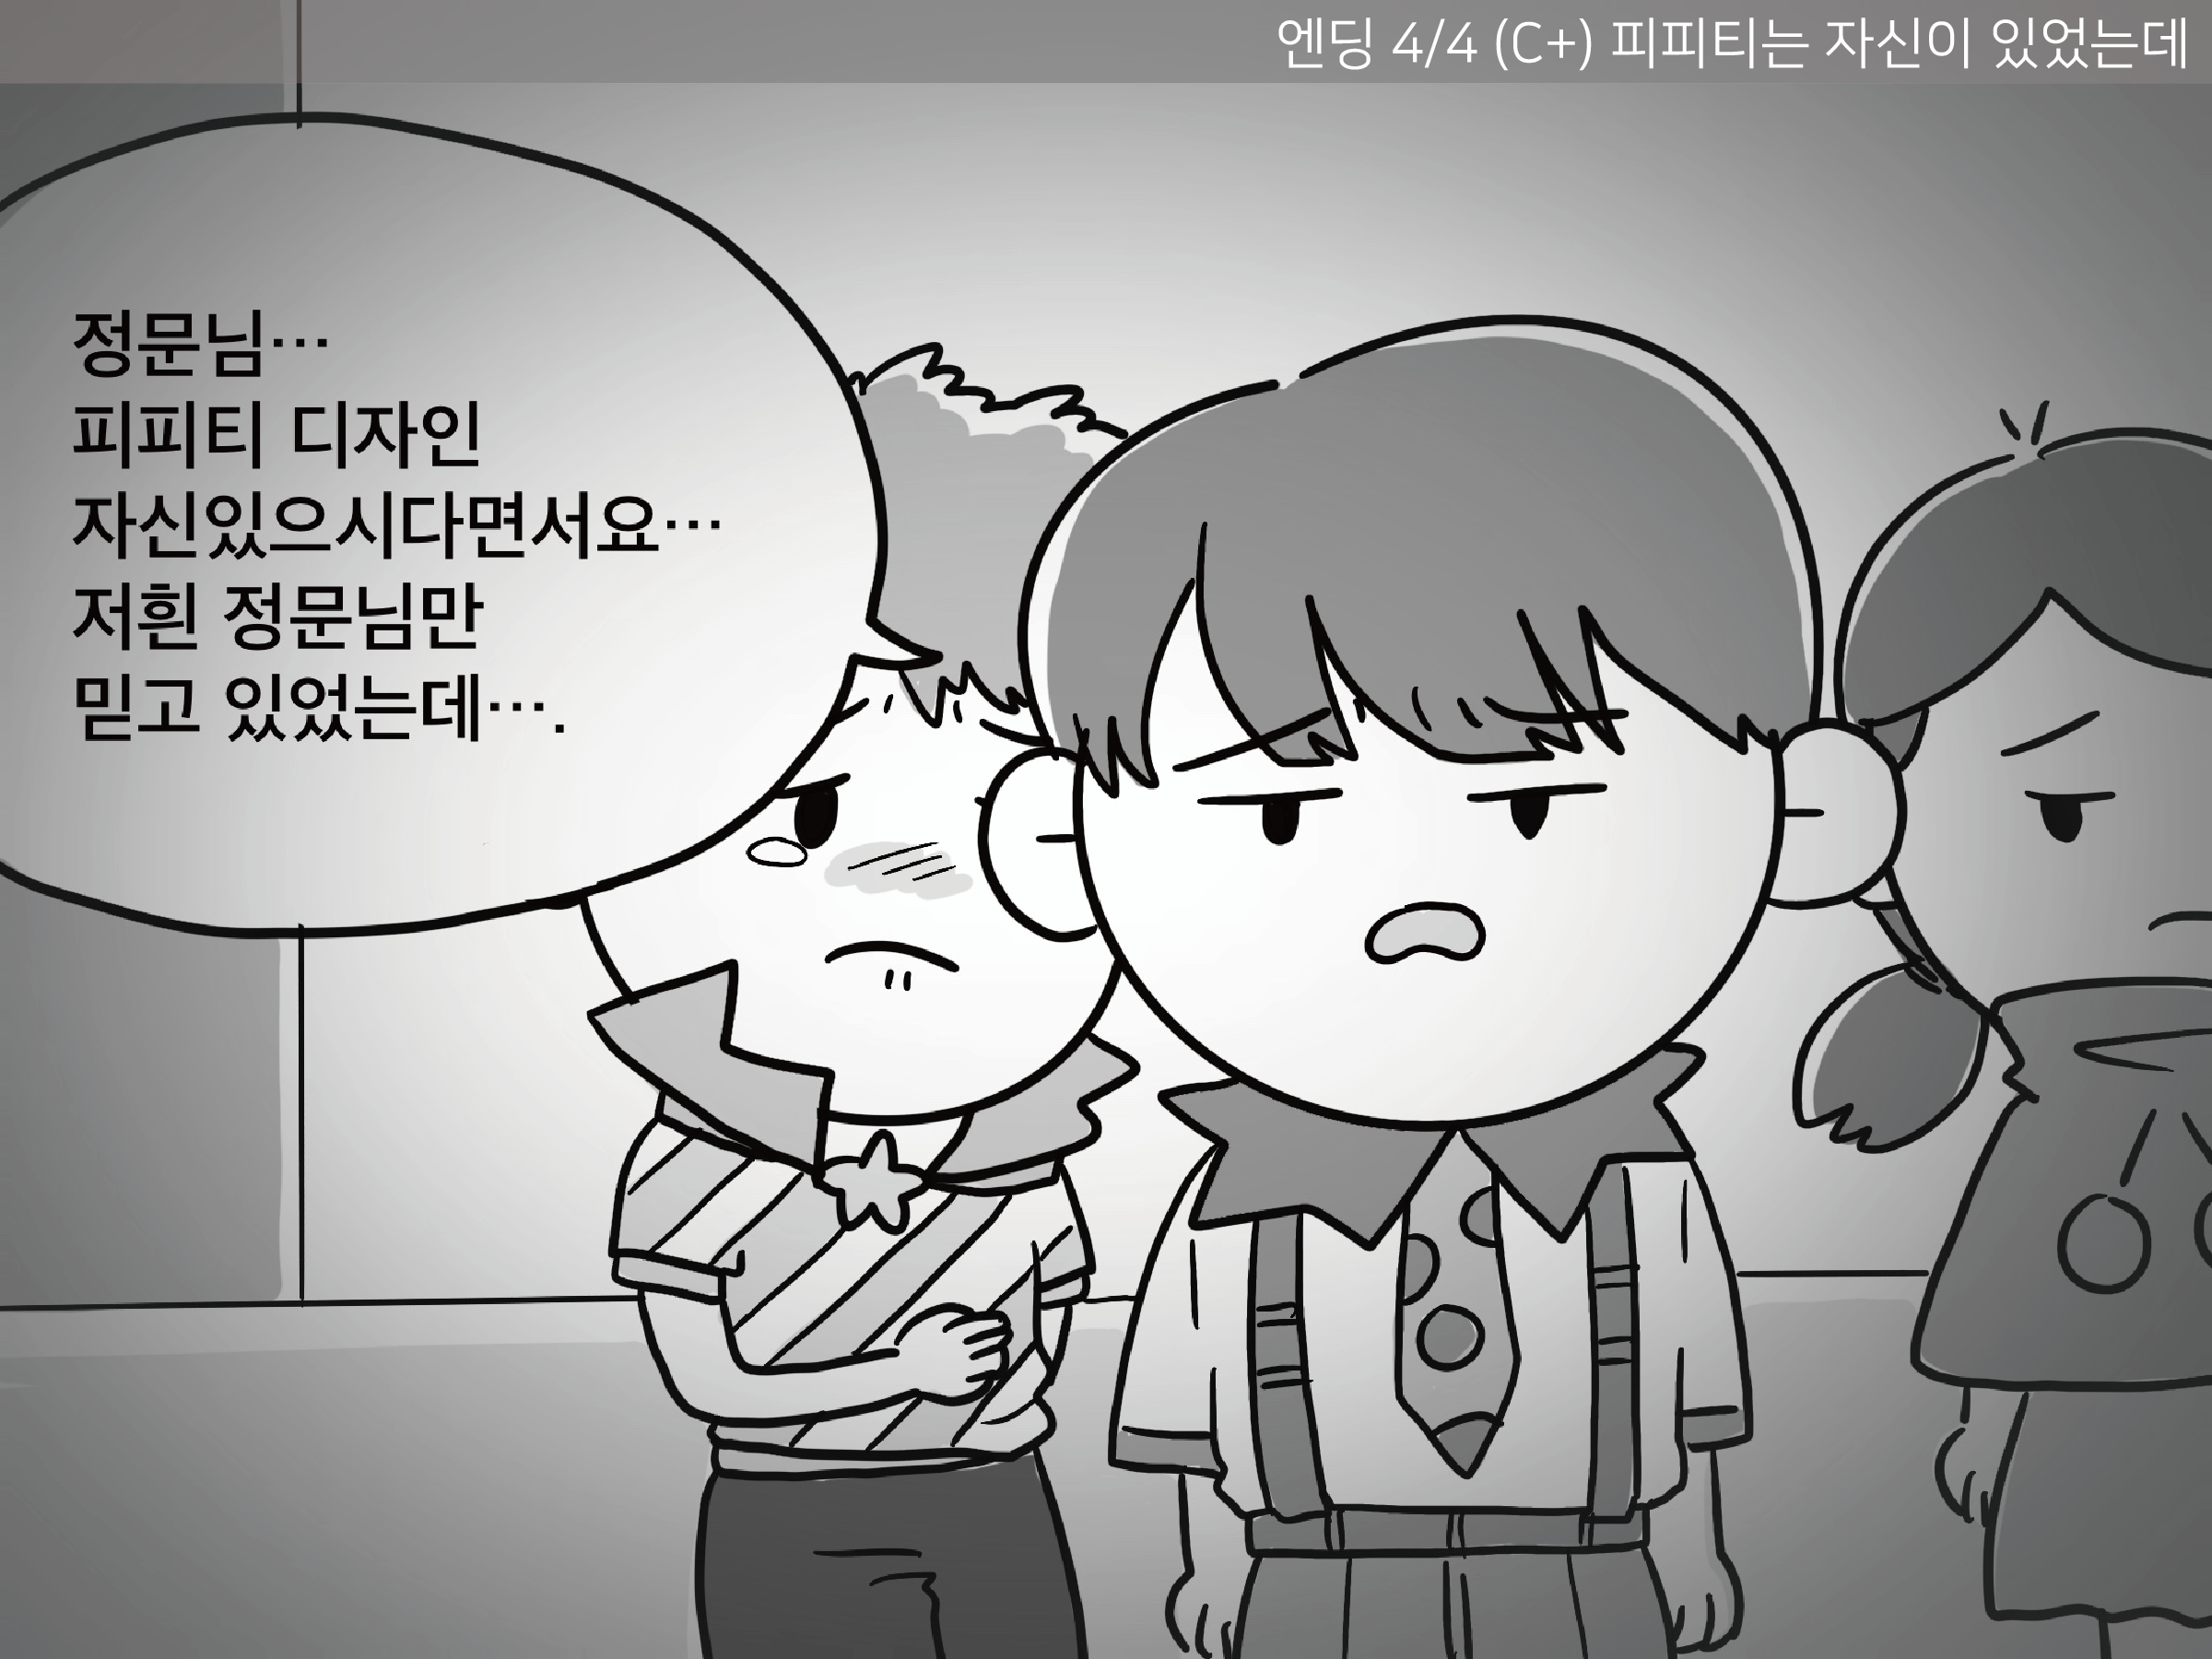 엔딩 4/4 (C+) 피피티는 자신이 있었는데
정문님…
피피티 디자인
자신있으시다면서요…
저흰 정문님만
믿고 있었는데….